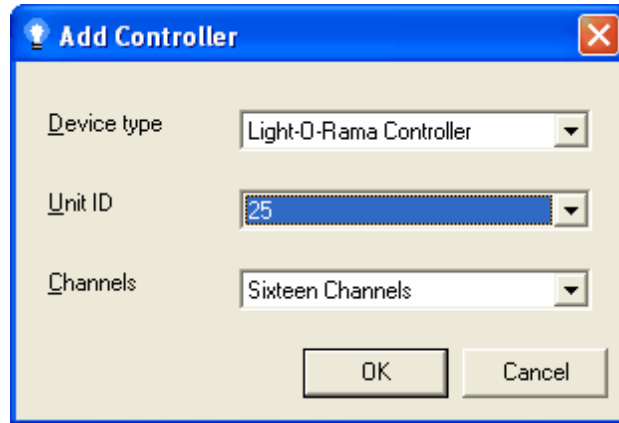 Add Controller
Device type
Light-O-Rama Controller
Unit ID
25
Channels
Sixteen Channels
OK
Cancel